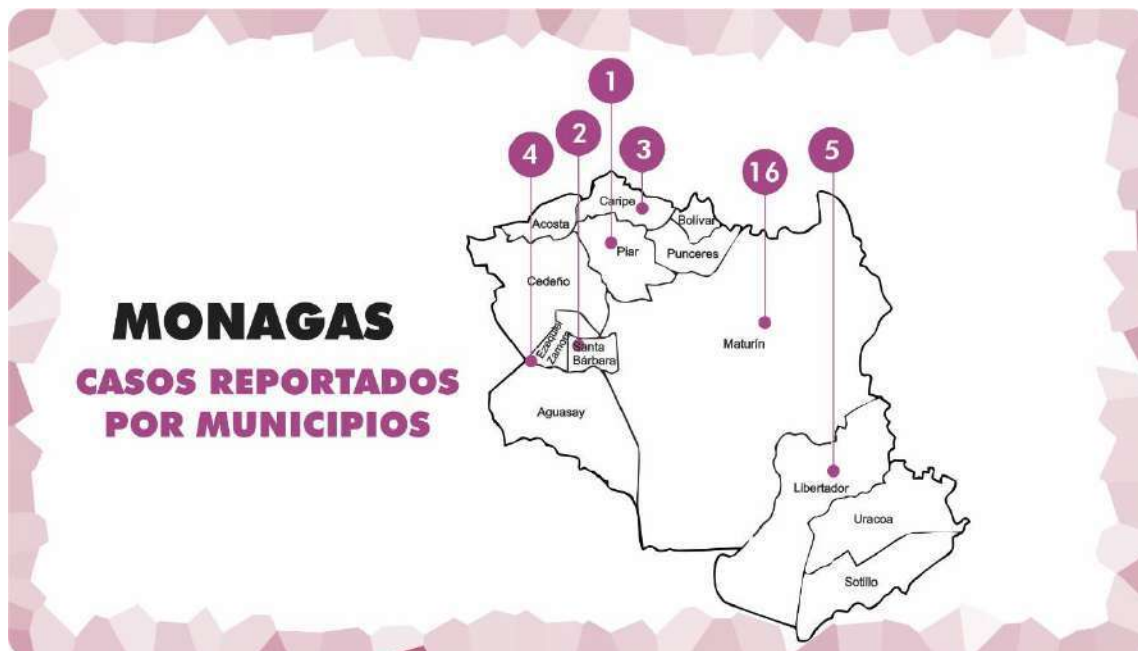 MONAGAS
CASOS REPORTADOS
POR MUNICIPIOS
1
2
3
4
5
16
Caripe
Acosta
Bolívar
Piar
Punceres
Cedeño
Ezequiel
Zamora
Santa
Bárbara
Maturín
Aguasay
Libertador
Uracoa
Sotillo